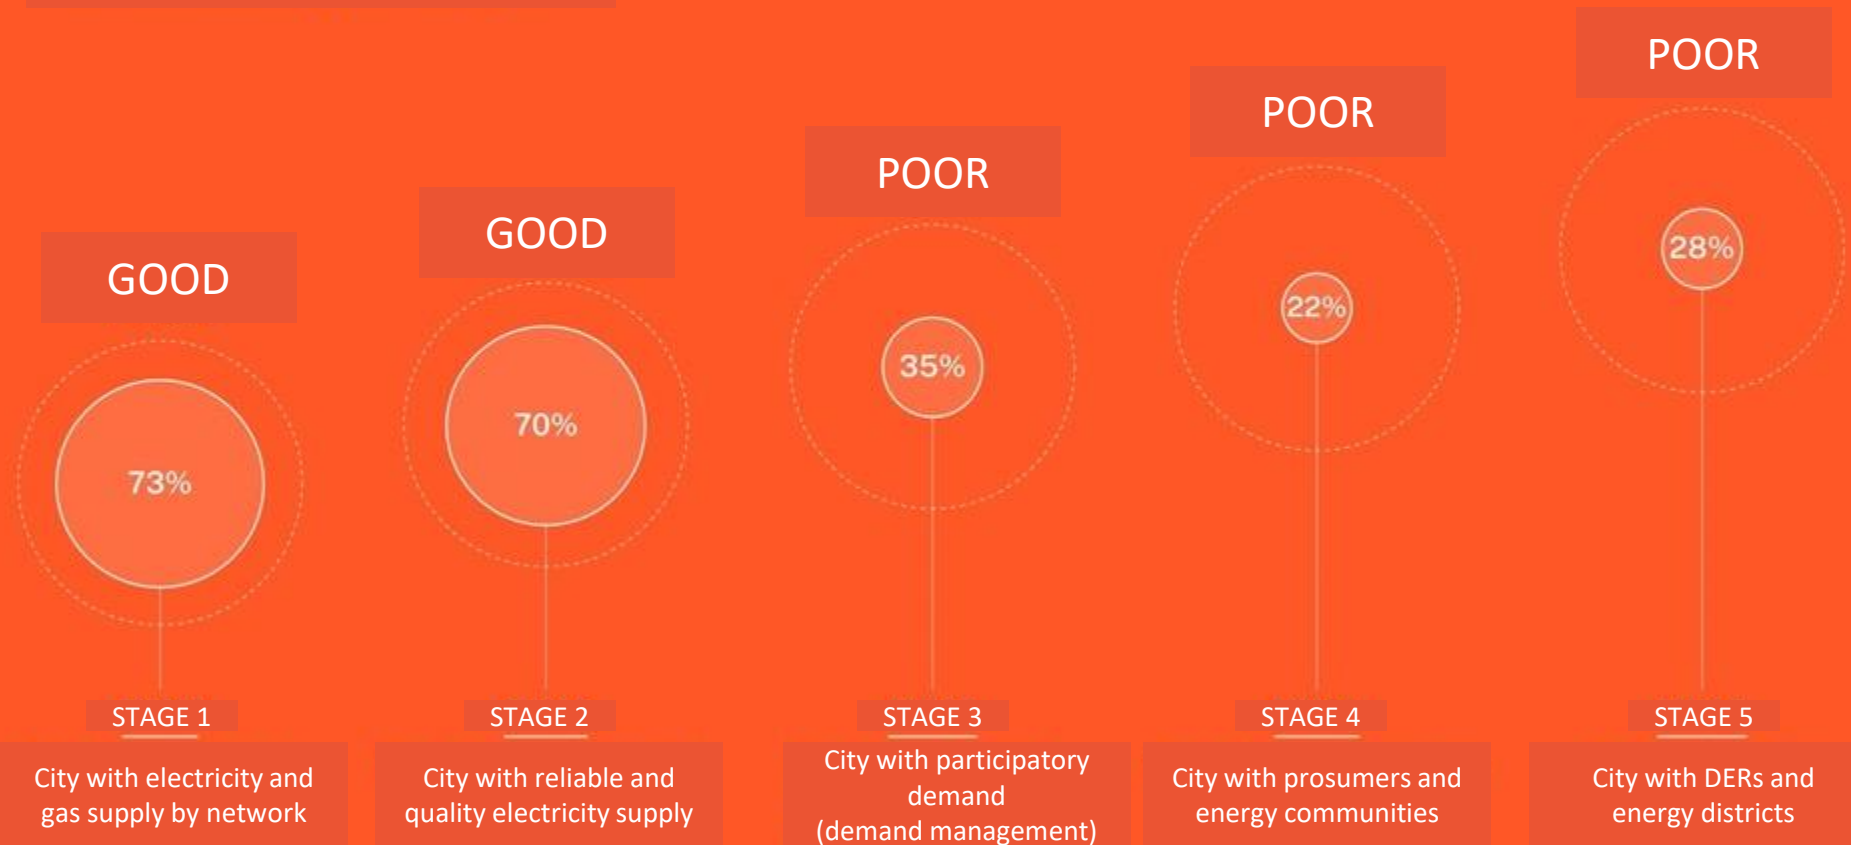 GOOD
73%
STAGE 1
City with electricity and
gas supply by network
GOOD
70%
STAGE 2
City with reliable and
quality electricity supply
POOR
35%
STAGE 3
City with participatory
demand
(demand management)
POOR
22%
STAGE 4
City with prosumers and
energy communities
POOR
28%
STAGE 5
City with DERs and
energy districts